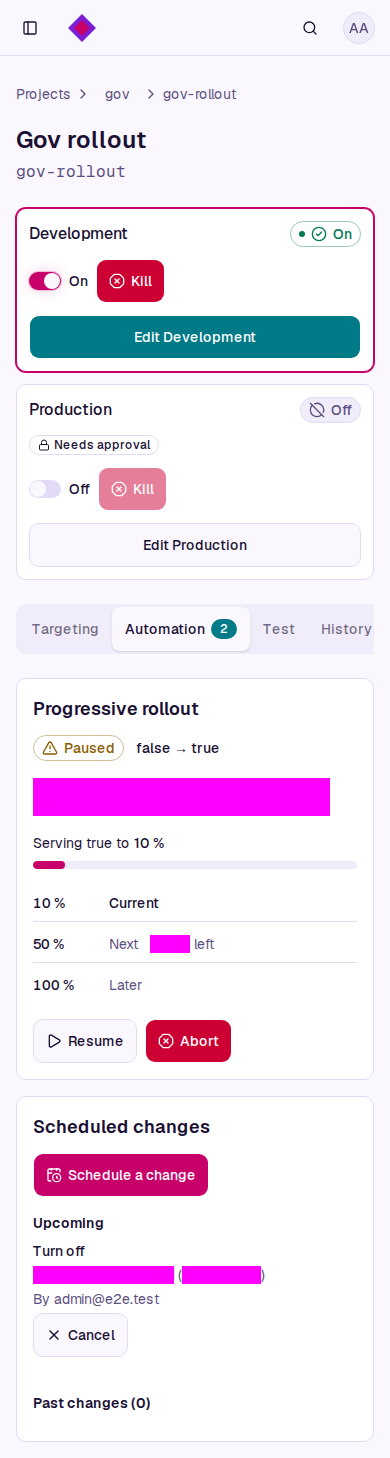 AA
Projects > gov > gov-rollout
Gov rollout
gov-rollout
Development
On
On
Kill
Edit Development
Production
Off
Needs approval
Off
Kill
Edit Production
Targeting Automation 2 Test History
Progressive rollout
Paused false → true
Serving true to 10 %
10 % Current
50 % Next left
100 % Later
Resume Abort
Scheduled changes
Schedule a change
Upcoming
Turn off
( )
By admin@e2e.test
Cancel
Past changes (0)